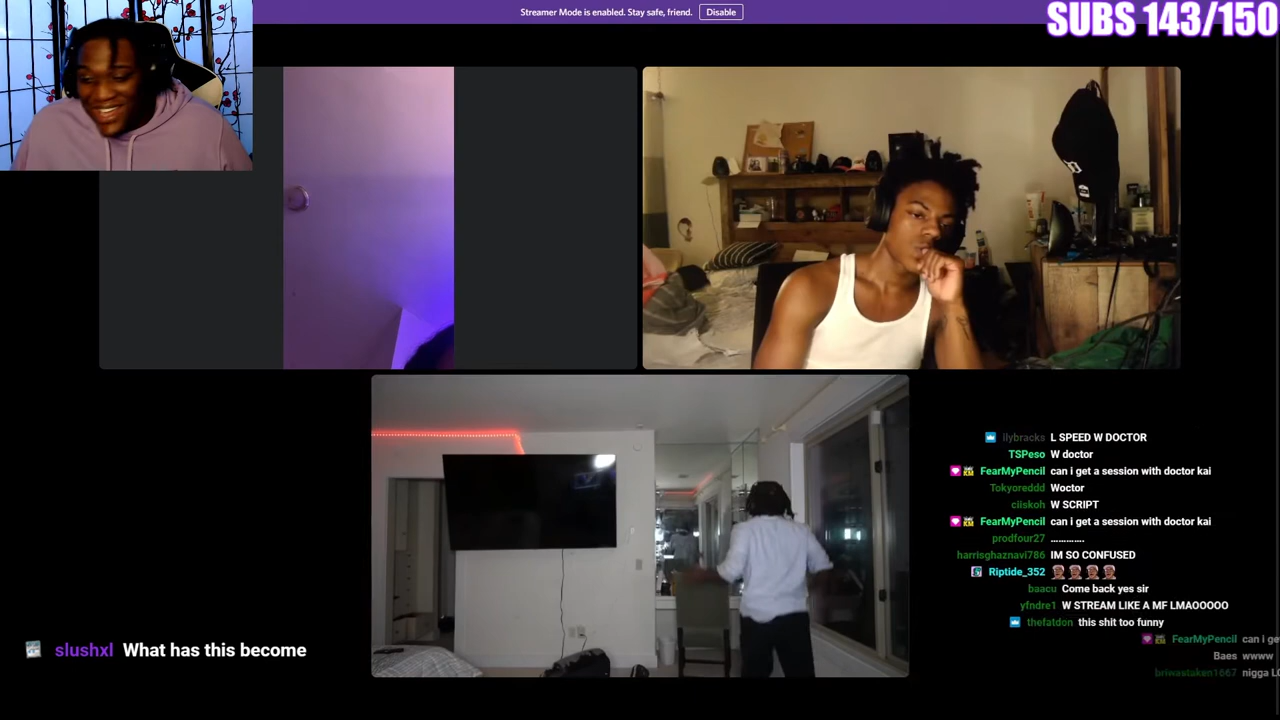 Streamer Mode is enabled. Stay safe, friend. Disable
SUBS 143/150
ilybracks L SPEED W DOCTOR
TSPeso W doctor
FearMyPencil can i get a session with doctor kai
Tokyoreddd Woctor
ciiskoh W SCRIPT
FearMyPencil can i get a session with doctor kai
prodfour27 ............
harrisghaznavi786 IM SO CONFUSED
Riptide_352
baacu Come back yes sir
yfndre1 W STREAM LIKE A MF LMAOOOOO
thefatdon this shit too funny
FearMyPencil can i ge
Baes wwww
briwastaken1667 nigga LO
slushxl What has this become